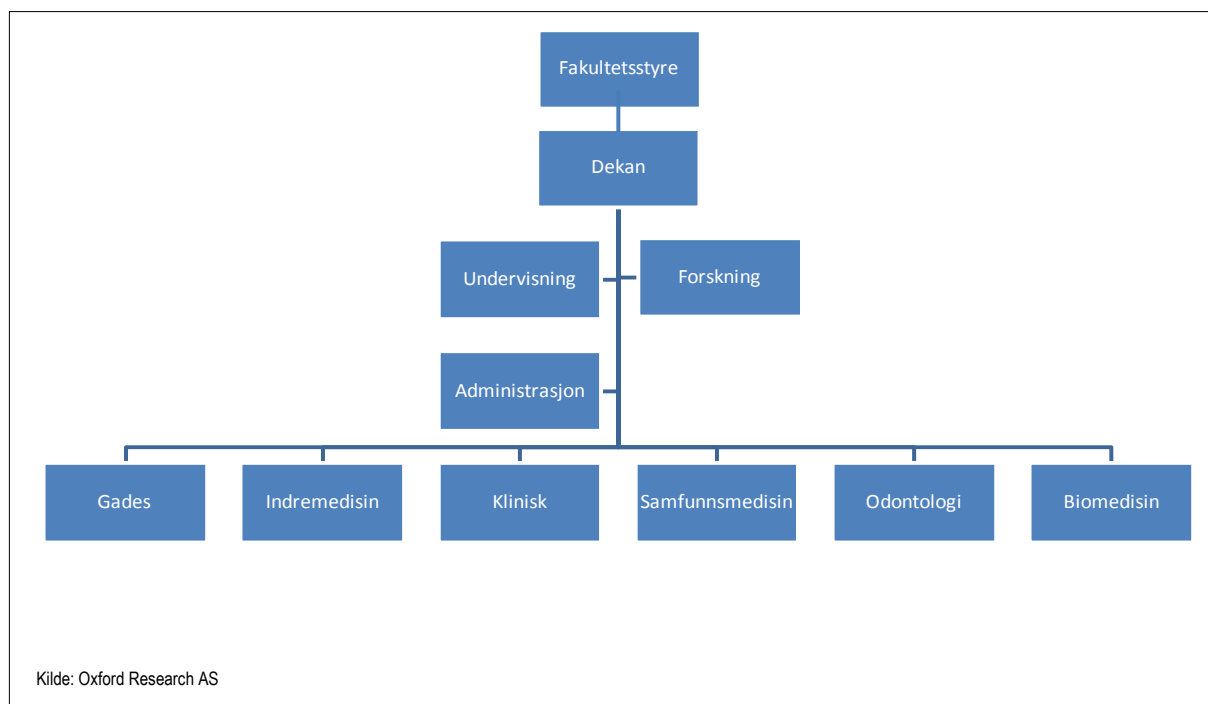 Fakultetsstyre
Dekan
Undervisning
Forskning
Administrasjon
Gades
Indremedisin
Klinisk
Samfunnsmedisin
Odontologi
Biomedisin
Kilde: Oxford Research AS